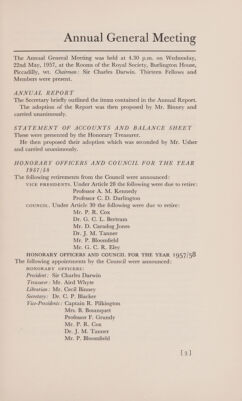 Annual General Meeting
The Annual General Meeting was held at 4.30 p.m. on Wednesday,
22nd May, 1957, at the Rooms of the Royal Society, Burlington House,
Piccadilly, w1. Chairman: Sir Charles Darwin. Thirteen Fellows and
Members were present.
ANNUAL REPORT
The Secretary briefly outlined the items contained in the Annual Report.
The adoption of the Report was then proposed by Mr. Binney and
carried unanimously.
STATEMENT OF ACCOUNTS AND BALANCE SHEET
These were presented by the Honorary Treasurer.
He then proposed their adoption which was seconded by Mr. Usher
and carried unanimously.
HONORARY OFFICERS AND COUNCIL FOR THE YEAR
1957/58
The following retirements from the Council were announced:
VICE PRESIDENTS. Under Article 28 the following were due to retire:
Professor A. M. Kennedy
Professor C. D. Darlington
COUNCIL. Under Article 30 the following were due to retire:
Mr. P. R. Cox
Dr. G. C. L. Bertram
Mr. D. Caradog Jones
Dr. J. M. Tanner
Mr. P. Bloomfield
Mr. G. C. R. Eley
HONORARY OFFICERS AND COUNCIL FOR THE YEAR 1957/58
The following appointments by the Council were announced:
HONORARY OFFICERS:
President: Sir Charles Darwin
Treasurer: Mr. Aird Whyte
Librarian: Mr. Cecil Binney
Secretary: Dr. C. P. Blacker
Vice-Presidents: Captain R. Pilkington
Mrs. B. Bosanquet
Professor F. Grundy
Mr. P. R. Cox
Dr. J. M. Tanner
Mr. P. Bloomfield
[3]